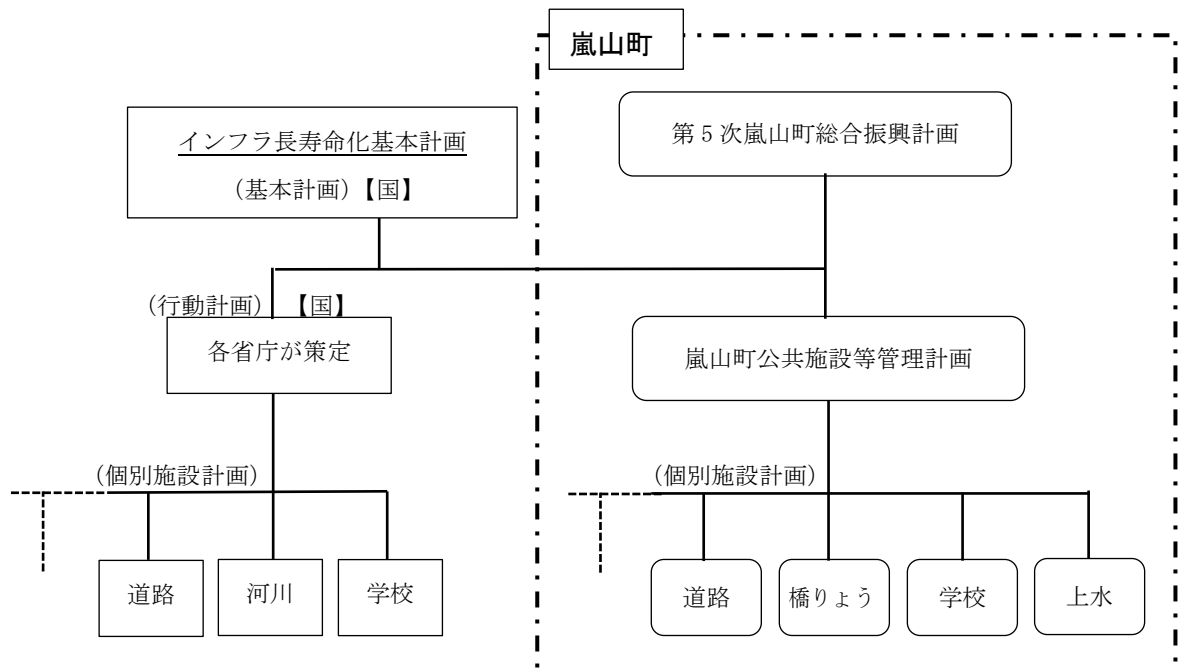 嵐山町
インフラ長寿命化基本計画
(基本計画)【国】
第5次嵐山町総合振興計画
(行動計画) 【国】
各省庁が策定
嵐山町公共施設等管理計画
(個別施設計画)
(個別施設計画)
道路
河川
学校
道路
橋りょう
学校
上水